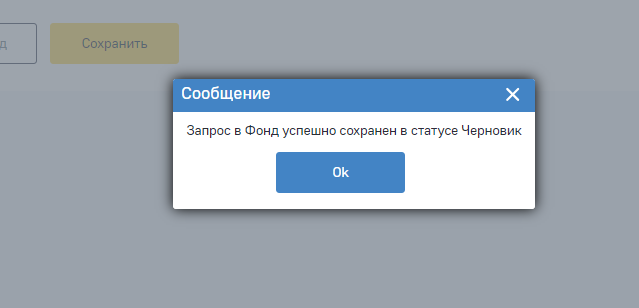 Сохранить
Сообщение
Запрос в Фонд успешно сохранен в статусе Черновик
Ok